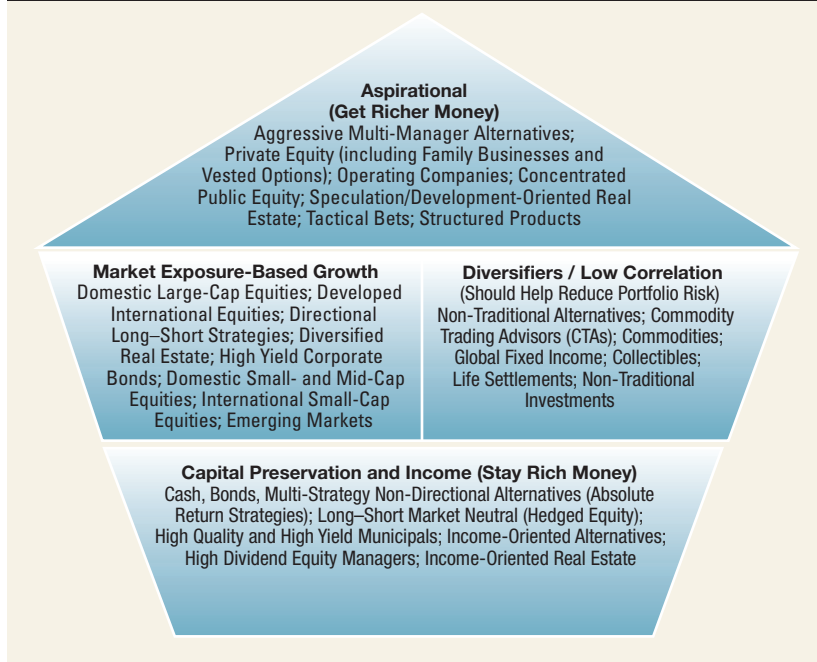 Aspirational
(Get Richer Money)
Aggressive Multi-Manager Alternatives;
Private Equity (including Family Businesses and
Vested Options); Operating Companies; Concentrated
Public Equity; Speculation/Development-Oriented Real
Estate; Tactical Bets; Structured Products
Market Exposure-Based Growth
Domestic Large-Cap Equities; Developed
International Equities; Directional
Long–Short Strategies; Diversified
Real Estate; High Yield Corporate
Bonds; Domestic Small- and Mid-Cap
Equities; International Small-Cap
Equities; Emerging Markets
Diversifiers / Low Correlation
(Should Help Reduce Portfolio Risk)
Non-Traditional Alternatives; Commodity
Trading Advisors (CTAs); Commodities;
Global Fixed Income; Collectibles;
Life Settlements; Non-Traditional
Investments
Capital Preservation and Income (Stay Rich Money)
Cash, Bonds, Multi-Strategy Non-Directional Alternatives (Absolute
Return Strategies); Long–Short Market Neutral (Hedged Equity);
High Quality and High Yield Municipals; Income-Oriented Alternatives;
High Dividend Equity Managers; Income-Oriented Real Estate